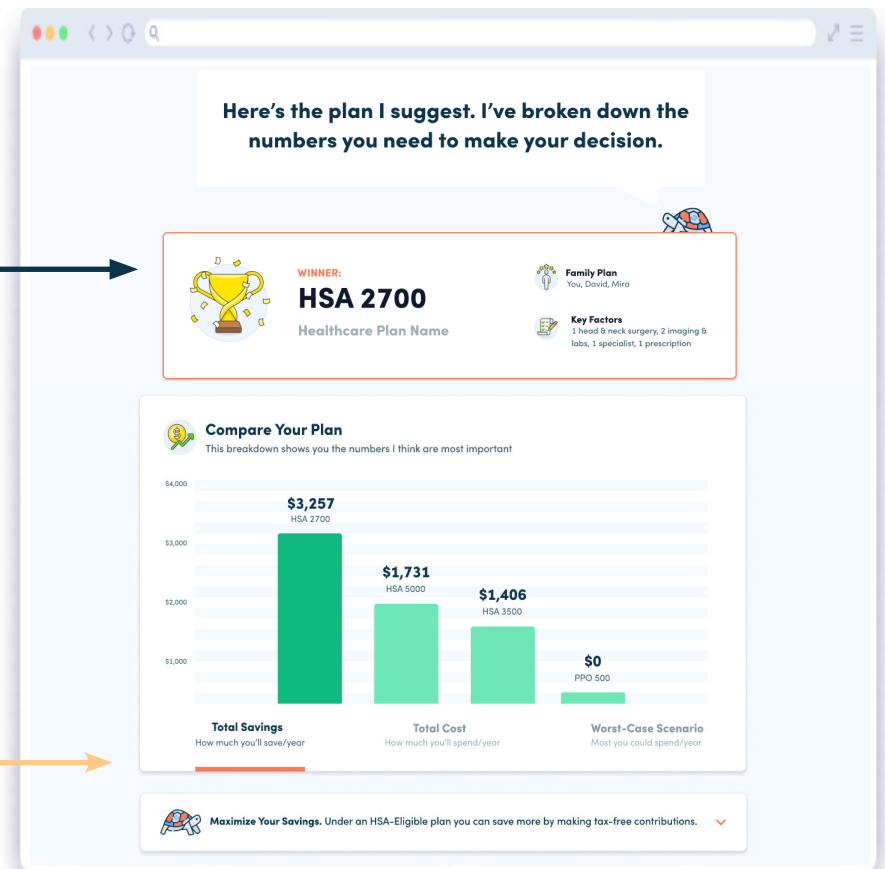 Here's the plan I suggest. I've broken down the
numbers you need to make your decision.
WINNER:
HSA 2700
Healthcare Plan Name
Family Plan
You, David, Mira
Key Factors
1 head & neck surgery, 2 imaging &
labs, 1 specialist, 1 prescription
Compare Your Plan
This breakdown shows you the numbers I think are most important
$4,000
$3,000
$2,000
$1,000
$3,257
HSA 2700
$1,731
HSA 5000
$1,406
HSA 3500
$0
PPO 500
Total Savings
How much you'll save/year
Total Cost
How much you'll spend/year
Worst-Case Scenario
Most you could spend/year
Maximize Your Savings. Under an HSA-Eligible plan you can save more by making tax-free contributions.